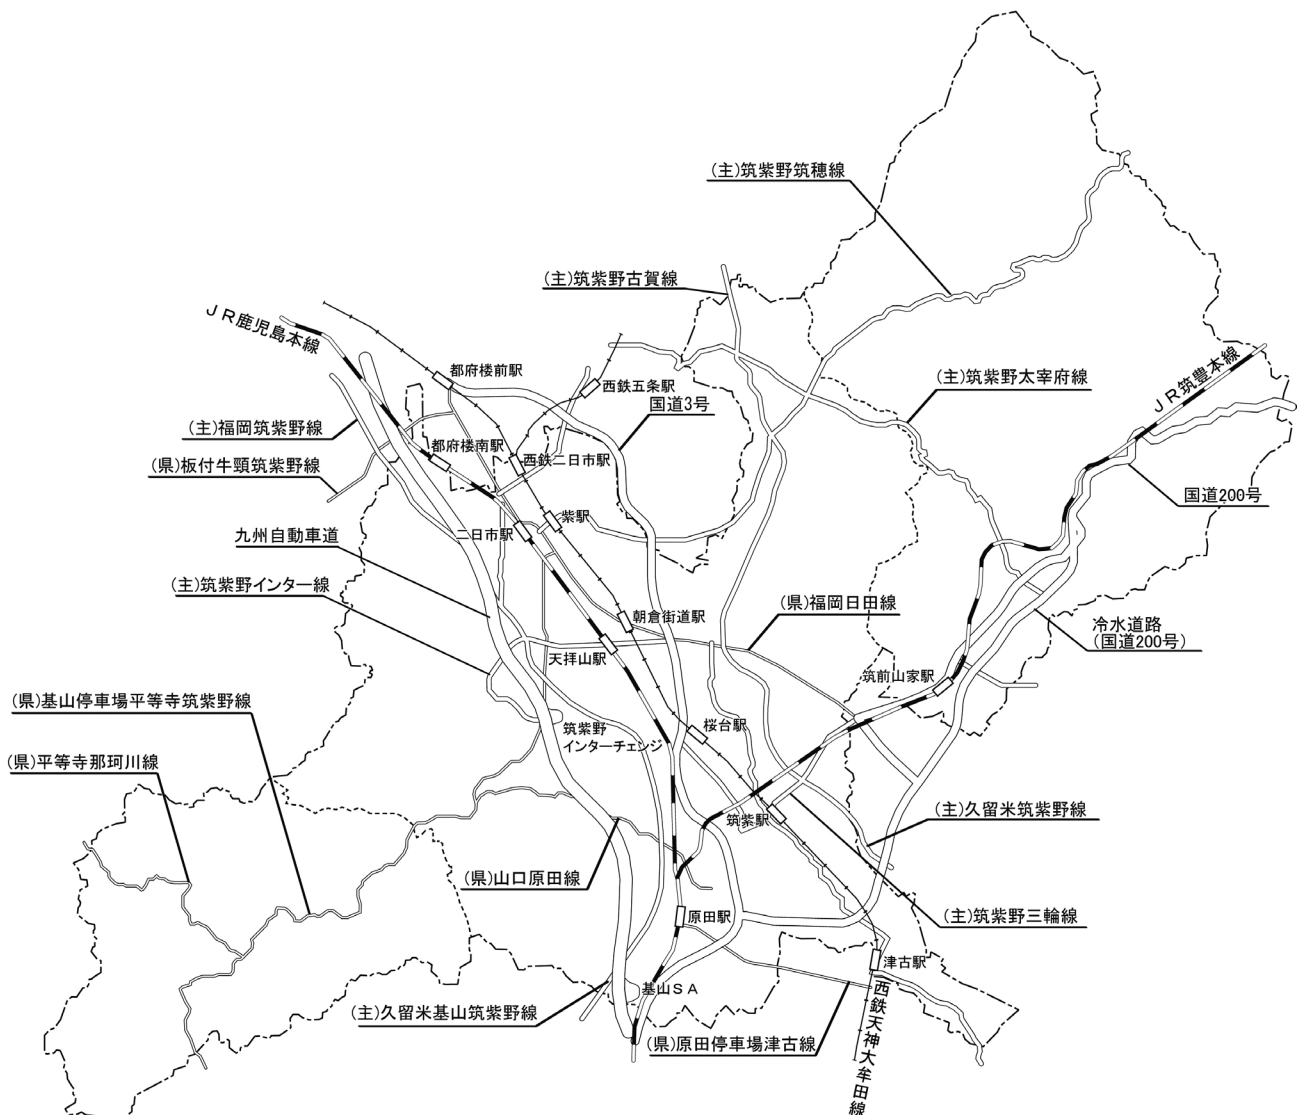 (主)筑紫野筑穂線
(主)筑紫野古賀線
JR鹿児島本線
都府楼前駅
西鉄五条駅
国道3号
(主)筑紫野太宰府線
JR筑豊本線
(主)福岡筑紫野線
都府楼南駅
西鉄二日市駅
(県)板付牛頸筑紫野線
国道200号
紫駅
二日市駅
九州自動車道
(主)筑紫野インター線
(県)福岡日田線
朝倉街道駅
冷水道路
(国道200号)
天拝山駅
筑前山家駅
(県)基山停車場平等寺筑紫野線
筑紫野
インターチェンジ
桜台駅
(県)平等寺那珂川線
筑紫駅
(主)久留米筑紫野線
(県)山口原田線
原田駅
(主)筑紫野三輪線
津古駅
基山SA
(主)久留米基山筑紫野線
(県)原田停車場津古線
西鉄天神大牟田線